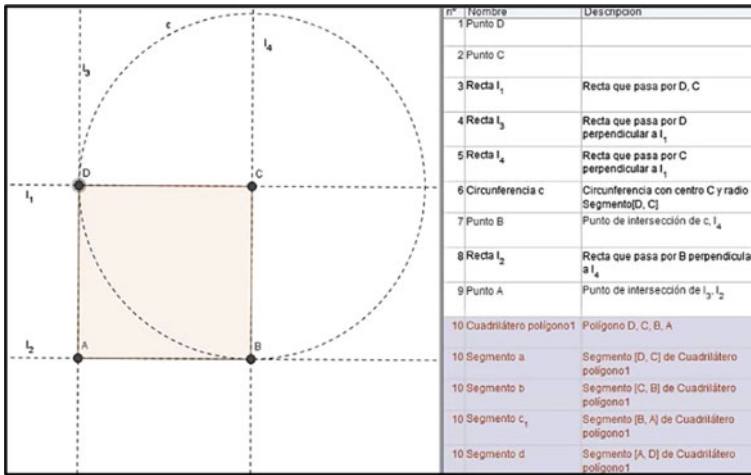 c
l₄
l₃
D
C
l₁
l₂
A
B
nº Nombre Descripcion
1 Punto D
2 Punto C
3 Recta l₁ Recta que pasa por D, C
4 Recta l₃ Recta que pasa por D
perpendicular a l₁
5 Recta l₄ Recta que pasa por C
perpendicular a l₁
6 Circunferencia c Circunferencia con centro C y radio
Segmento[D, C]
7 Punto B Punto de intersección de c, l₄
8 Recta l₂ Recta que pasa por B perpendicula
a l₄
9 Punto A Punto de intersección de l₃, l₂
10 Cuadrilátero polígono1 Polígono D, C, B, A
10 Segmento a Segmento [D, C] de Cuadrilátero
polígono1
10 Segmento b Segmento [C, B] de Cuadrilátero
polígono1
10 Segmento c₁ Segmento [B, A] de Cuadrilátero
polígono1
10 Segmento d Segmento [A, D] de Cuadrilátero
polígono1